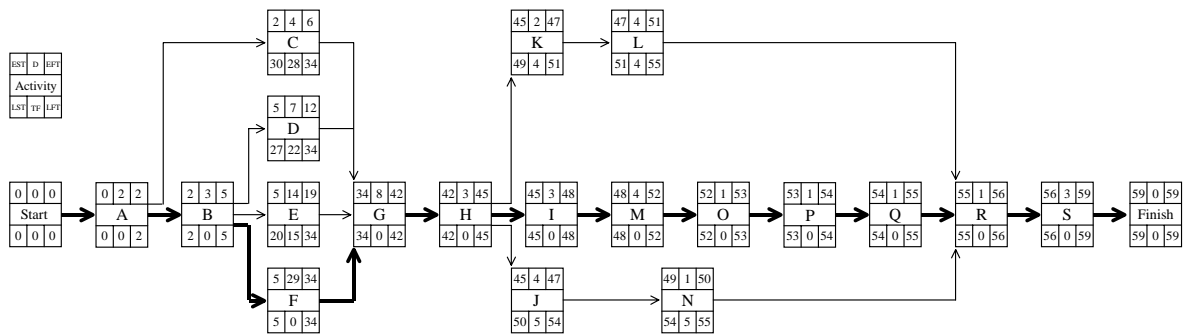 2 4 6
C
30 28 34
45 2 47
K
49 4 51
47 4 51
L
51 4 55
EST D EFT
Activity
LST TF LFT
5 7 12
D
27 22 34
0 0 0
Start
0 0 0
0 2 2
A
0 0 2
2 3 5
B
2 0 5
5 14 19
E
20 15 34
34 8 42
G
34 0 42
42 3 45
H
42 0 45
45 3 48
I
45 0 48
48 4 52
M
48 0 52
52 1 53
O
52 0 53
53 1 54
P
53 0 54
54 1 55
Q
54 0 55
55 1 56
R
55 0 56
56 3 59
S
56 0 59
59 0 59
Finish
59 0 59
5 29 34
F
5 0 34
45 4 47
J
50 5 54
49 1 50
N
54 5 55